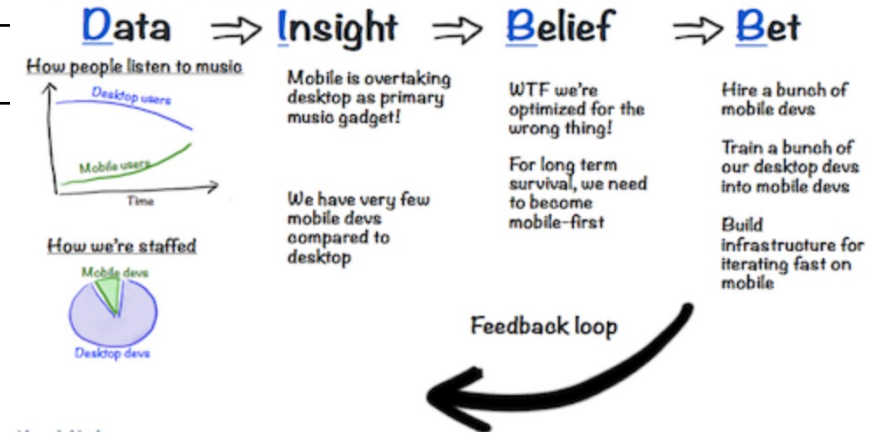 Data ⇒ Insight ⇒ Belief ⇒ Bet
How people listen to music
Desktop users
Mobile users
Time
How we're staffed
Mobile devs
Desktop devs
Mobile is overtaking
desktop as primary
music gadget!
We have very few
mobile devs
compared to
desktop
WTF we're
optimized for the
wrong thing!
For long term
survival, we need
to become
mobile-first
Hire a bunch of
mobile devs
Train a bunch of
our desktop devs
into mobile devs
Build
infrastructure for
iterating fast on
mobile
Feedback loop